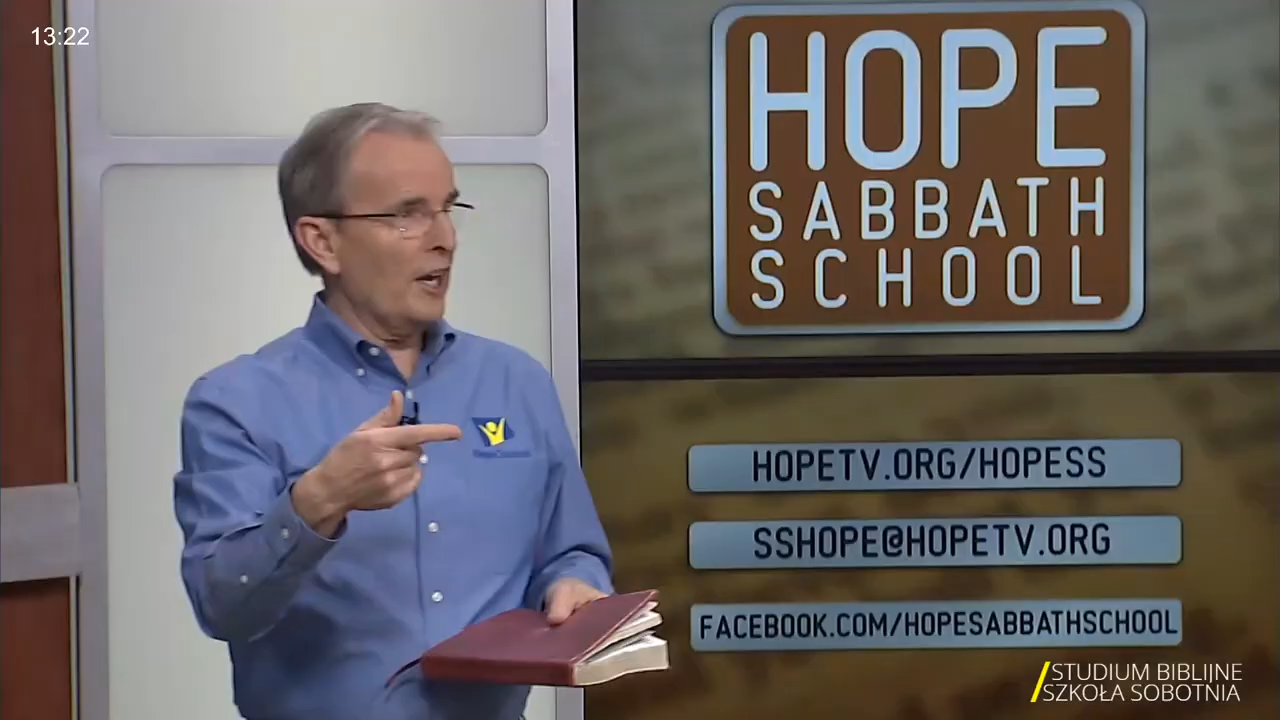 13:22
HOPE
SABBATH
SCHOOL
HOPETV.ORG/HOPESS
SSHOPE@HOPETV.ORG
FACEBOOK.COM/HOPESABBATHSCHOOL
/STUDIUM BIBLIJNE
SZKOŁA SOBOTNIA